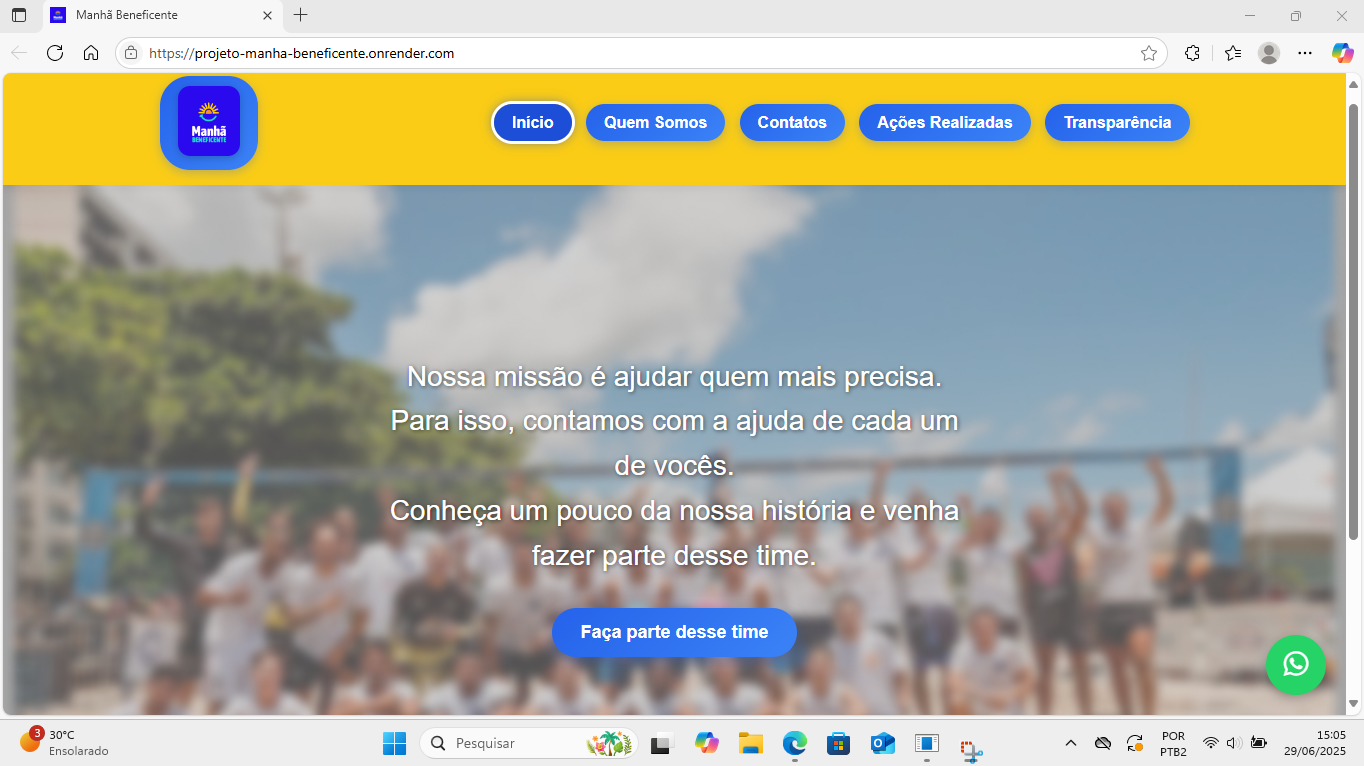 Manhã Beneficente
https://projeto-manha-beneficente.onrender.com
Manhã
BENEFICENTE
Início
Quem Somos
Contatos
Ações Realizadas
Transparência
Nossa missão é ajudar quem mais precisa.
Para isso, contamos com a ajuda de cada um
de vocês.
Conheça um pouco da nossa história e venha
fazer parte desse time.
Faça parte desse time
3
30°C
Ensolarado
Pesquisar
POR
PTB2
15:05
29/06/2025